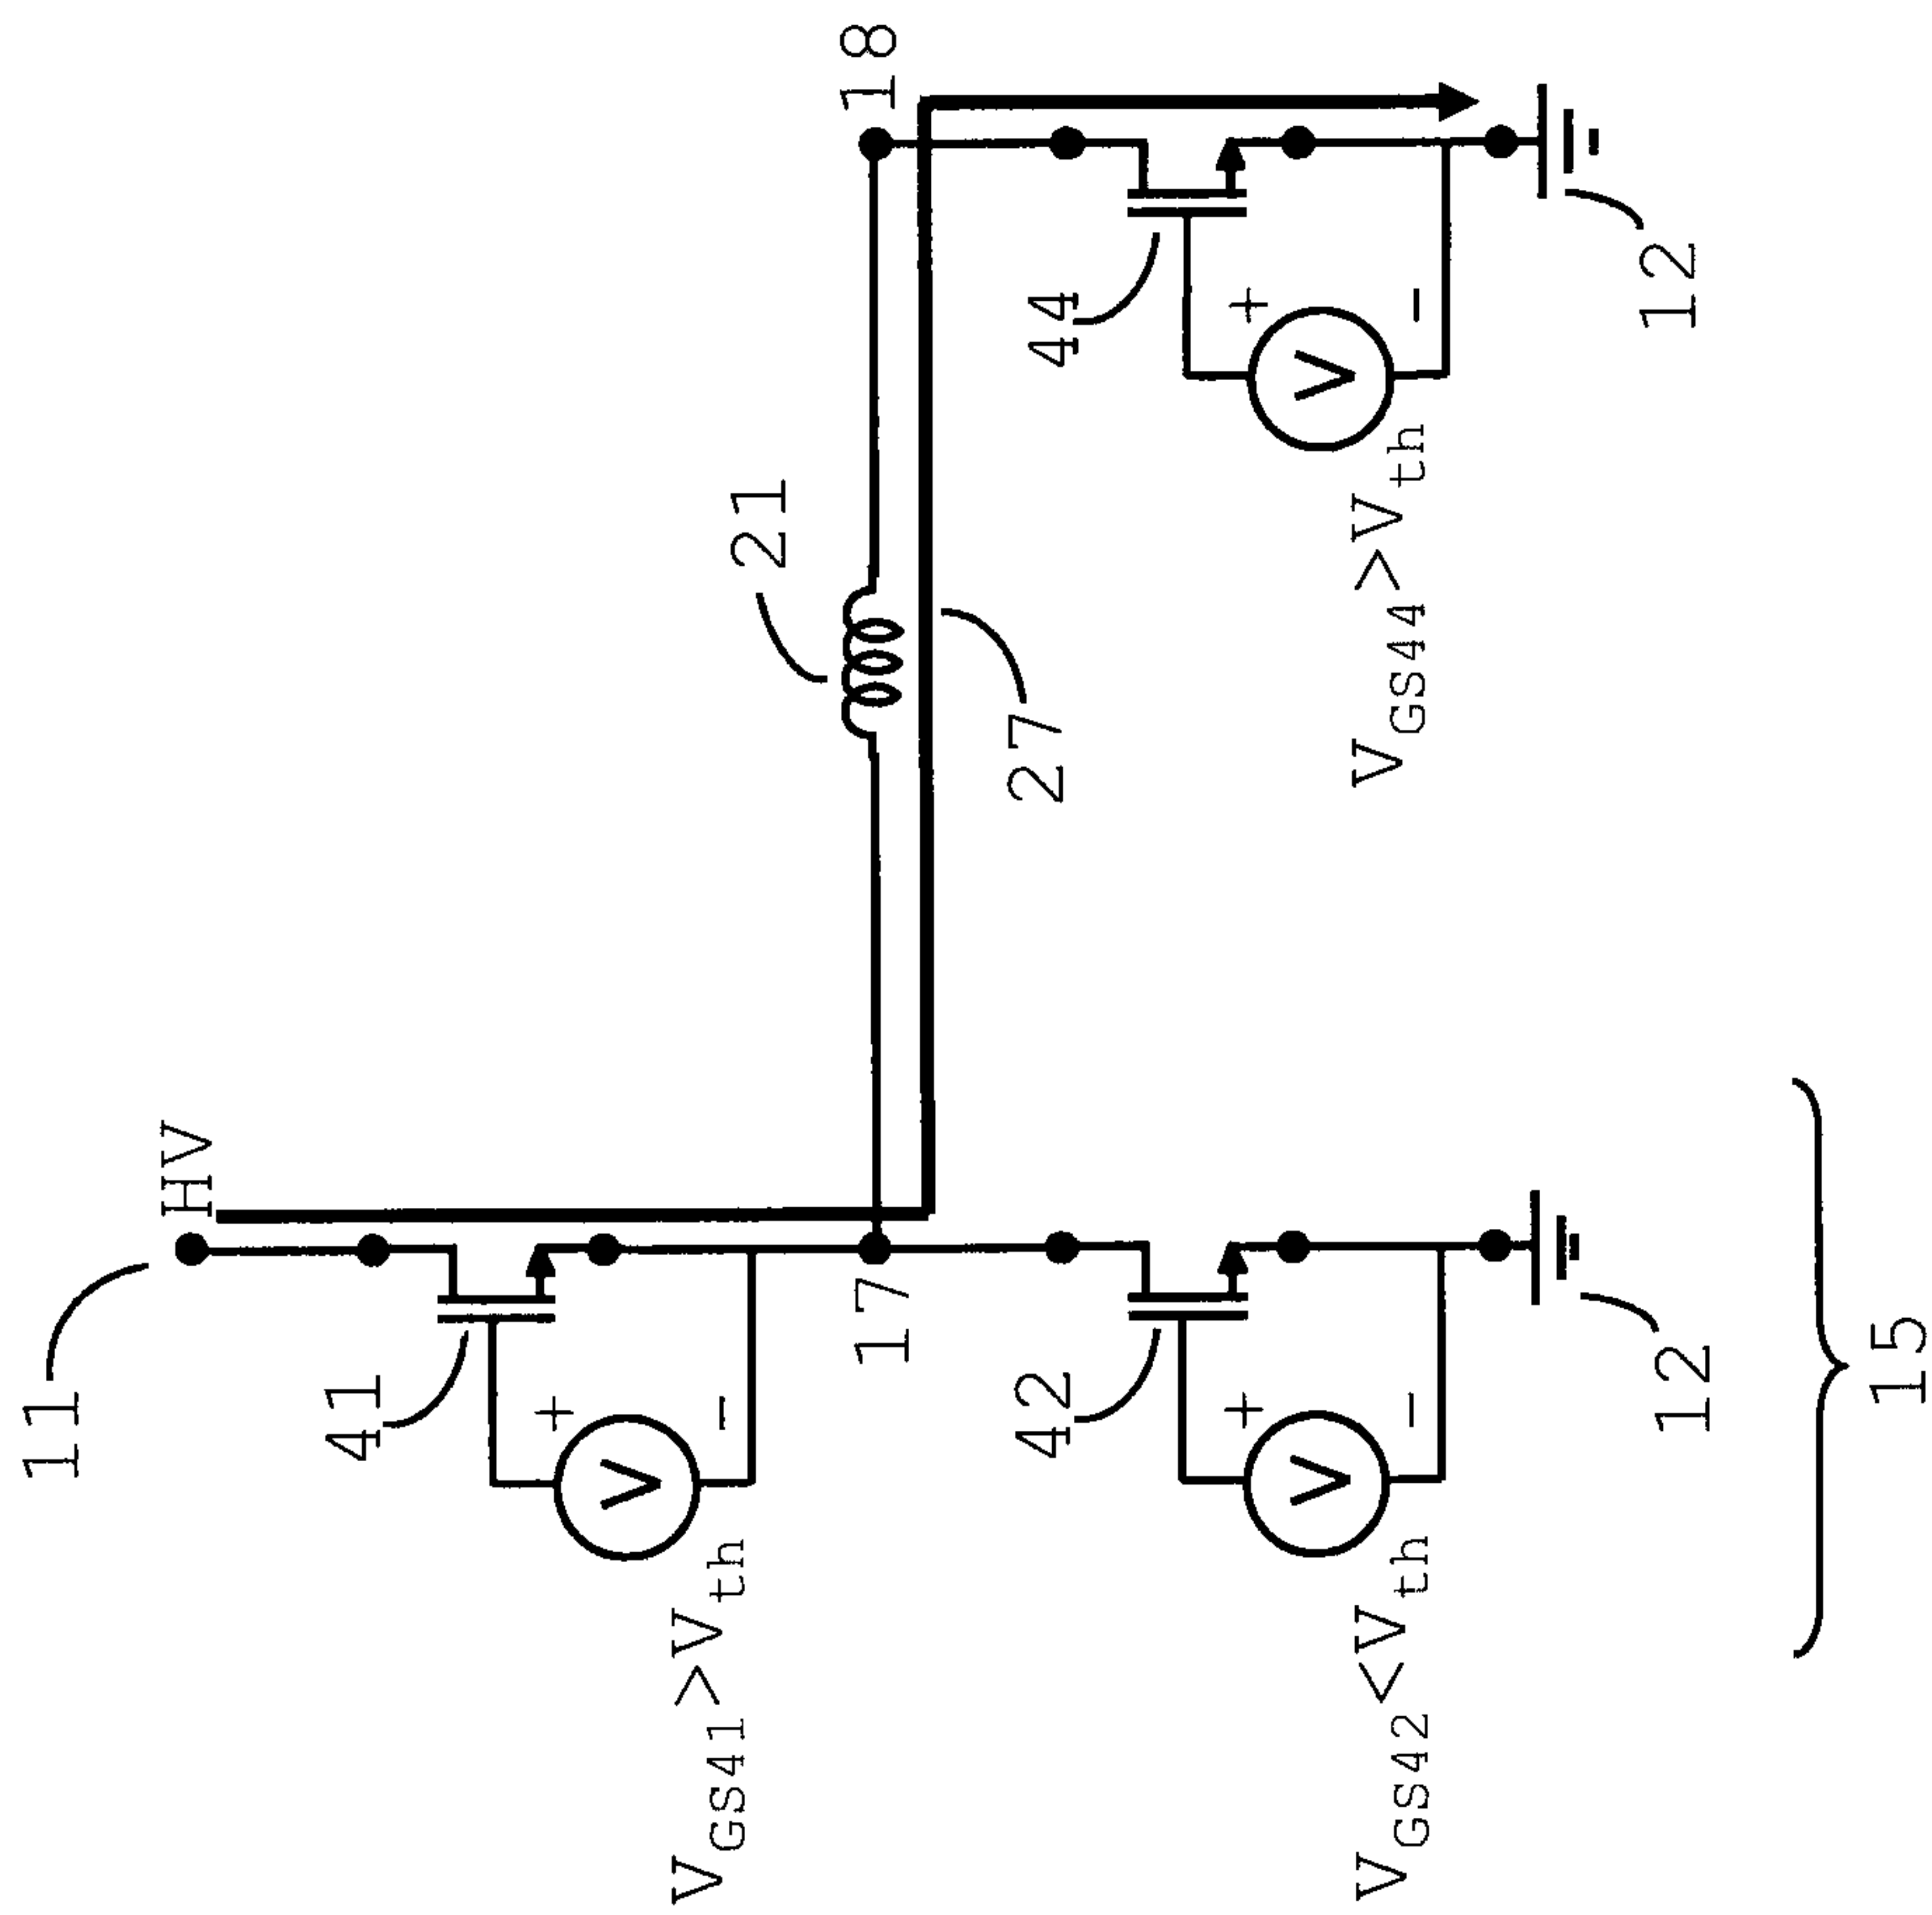 11
HV
41
+
V
−
V_GS41>V_th
17
21
18
27
44
+
V
−
V_GS44>V_th
12
42
+
V
−
V_GS42<V_th
12
15